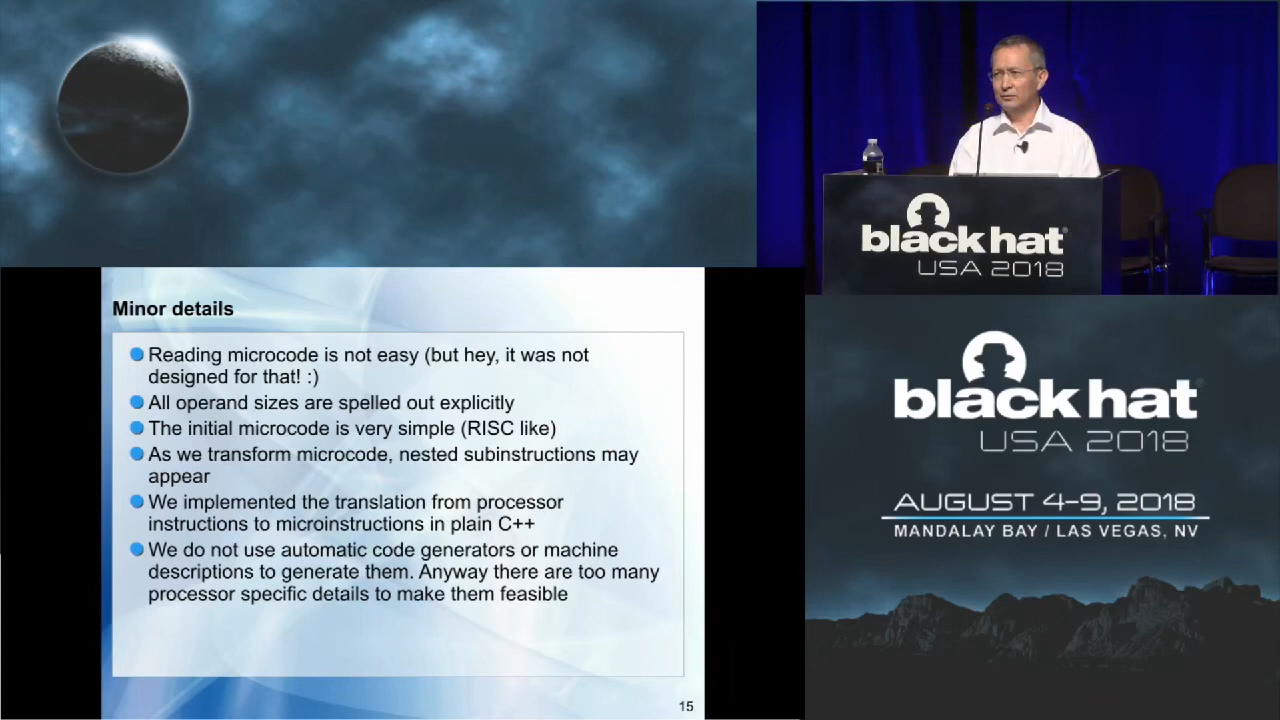 black hat
USA 2018
Minor details
Reading microcode is not easy (but hey, it was not
designed for that! :)
All operand sizes are spelled out explicitly
The initial microcode is very simple (RISC like)
As we transform microcode, nested subinstructions may
appear
We implemented the translation from processor
instructions to microinstructions in plain C++
We do not use automatic code generators or machine
descriptions to generate them. Anyway there are too many
processor specific details to make them feasible
15
black hat
USA 2018
AUGUST 4-9, 2018
MANDALAY BAY / LAS VEGAS, NV